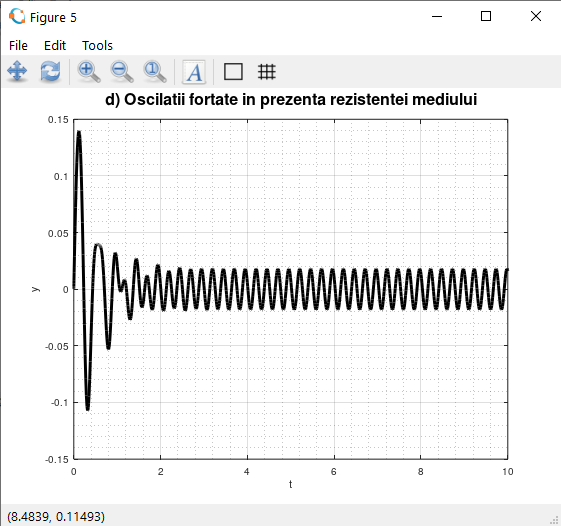 Figure 5
File Edit Tools
A
d) Oscilatii fortate in prezenta rezistentei mediului
0.15
0.1
0.05
0
-0.05
-0.1
-0.15
y
0 2 4 6 8 10
t
(8.4839, 0.11493)